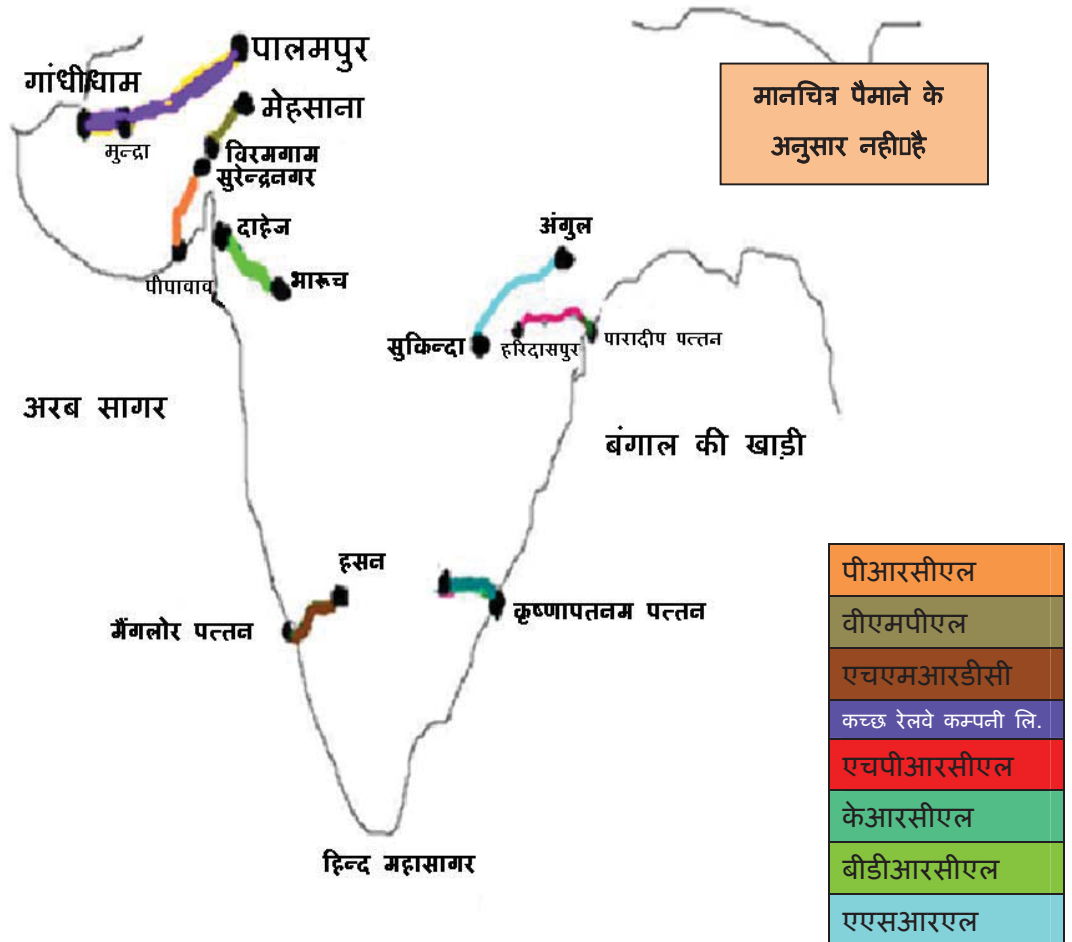 पालमपुर
गांधीधाम
मेहसाना
मुन्द्रा
विरमगाम
सुरेन्द्रनगर
दाहेज
पीपावाव
भारूच
मानचित्र पैमाने के
अनुसार नही है
अंगुल
सुकिन्दा
हरिदासपुर
पारादीप पत्तन
अरब सागर
बंगाल की खाड़ी
हसन
मैंगलोर पत्तन
कृष्णापतनम पत्तन
हिन्द महासागर
पीआरसीएल
वीएमपीएल
एचएमआरडीसी
कच्छ रेलवे कम्पनी लि.
एचपीआरसीएल
केआरसीएल
बीडीआरसीएल
एएसआरएल